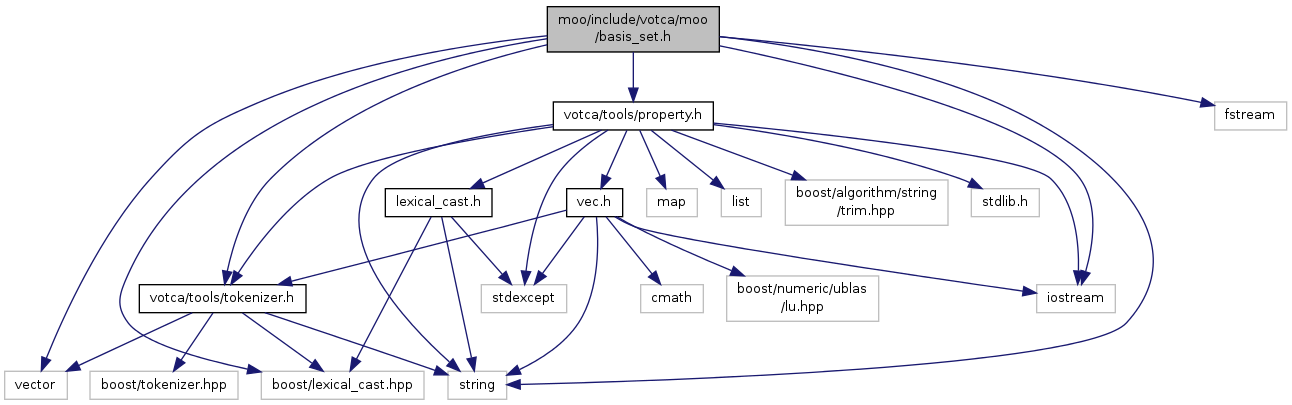 moo/include/votca/moo
/basis_set.h
votca/tools/property.h
fstream
lexical_cast.h
vec.h
map
list
boost/algorithm/string
/trim.hpp
stdlib.h
votca/tools/tokenizer.h
stdexcept
cmath
boost/numeric/ublas
/lu.hpp
iostream
vector
boost/tokenizer.hpp
boost/lexical_cast.hpp
string